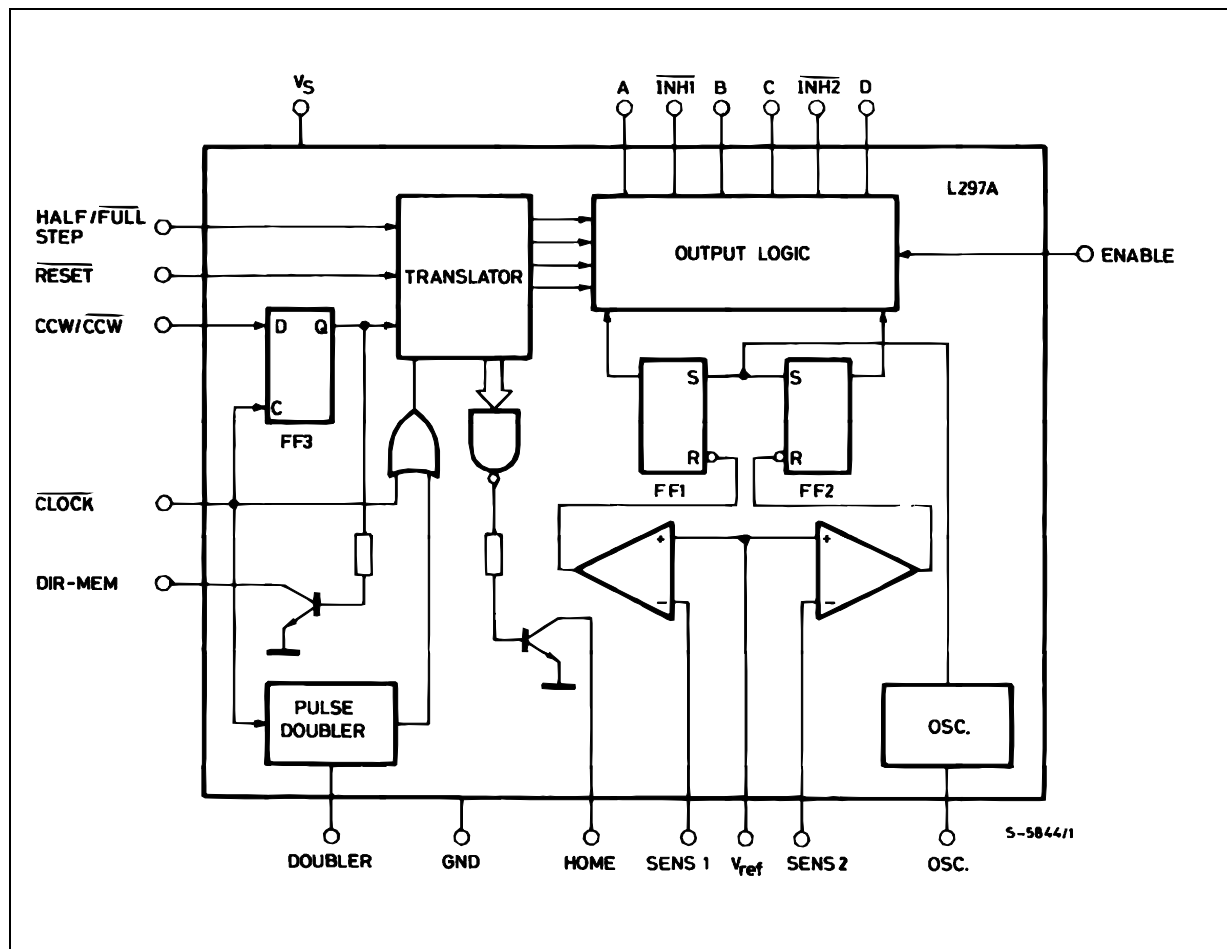 VS
A
INH1
B
C
INH2
D
L297A
HALF/FULL
STEP
RESET
CCW/CCW
CLOCK
DIR-MEM
D
Q
C
FF3
TRANSLATOR
OUTPUT LOGIC
ENABLE
S
R
FF1
S
R
FF2
+
−
+
−
PULSE
DOUBLER
OSC.
S-5844/1
DOUBLER
GND
HOME
SENS 1
Vref
SENS 2
OSC.